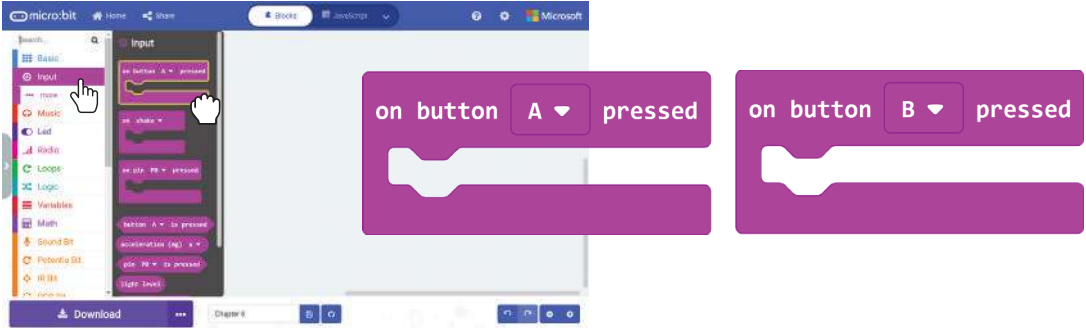 micro:bit Home Share Blocks JavaScript Microsoft
Search...
Basic
Input
more
Music
Led
Radio
Loops
Logic
Variables
Math
Sound Bit
Potentio Bit
IR Bit
Input
on button A pressed
on shake
on pin P0 pressed
button A is pressed
acceleration (mg) x
pin P0 is pressed
light level
on button A pressed
on button B pressed
Download
Chapter 6